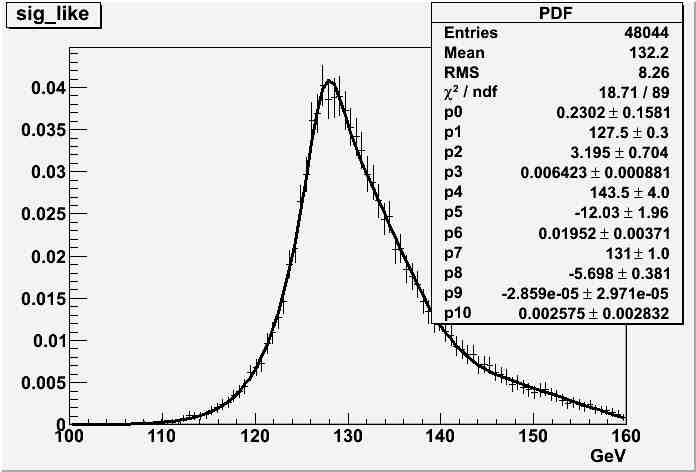 sig_like
PDF
Entries 48044
Mean 132.2
RMS 8.26
χ² / ndf 18.71 / 89
p0 0.2302 ± 0.1581
p1 127.5 ± 0.3
p2 3.195 ± 0.704
p3 0.006423 ± 0.000881
p4 143.5 ± 4.0
p5 -12.03 ± 1.96
p6 0.01952 ± 0.00371
p7 131 ± 1.0
p8 -5.698 ± 0.381
p9 -2.859e-05 ± 2.971e-05
p10 0.002575 ± 0.002832
0.04
0.035
0.03
0.025
0.02
0.015
0.01
0.005
0
100 110 120 130 140 150 160
GeV